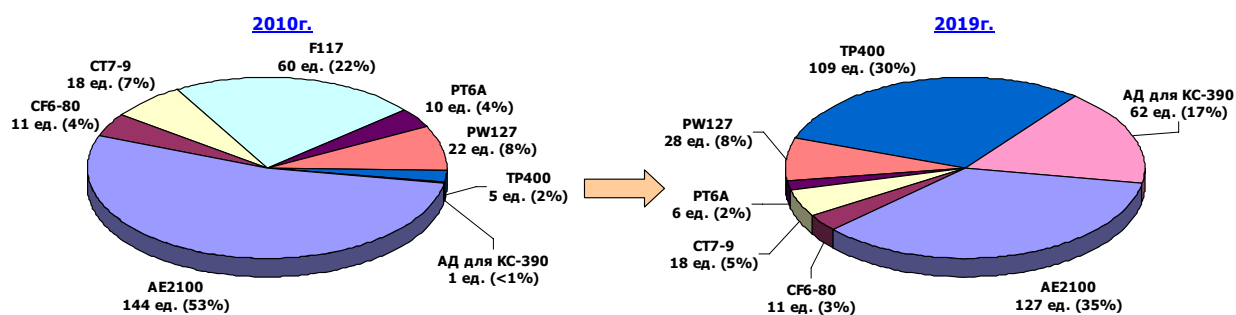 2010г.
F117
60 ед. (22%)
CT7-9
18 ед. (7%)
CF6-80
11 ед. (4%)
PT6A
10 ед. (4%)
PW127
22 ед. (8%)
TP400
5 ед. (2%)
АД для КС-390
1 ед. (<1%)
AE2100
144 ед. (53%)
2019г.
TP400
109 ед. (30%)
АД для КС-390
62 ед. (17%)
PW127
28 ед. (8%)
PT6A
6 ед. (2%)
CT7-9
18 ед. (5%)
CF6-80
11 ед. (3%)
AE2100
127 ед. (35%)